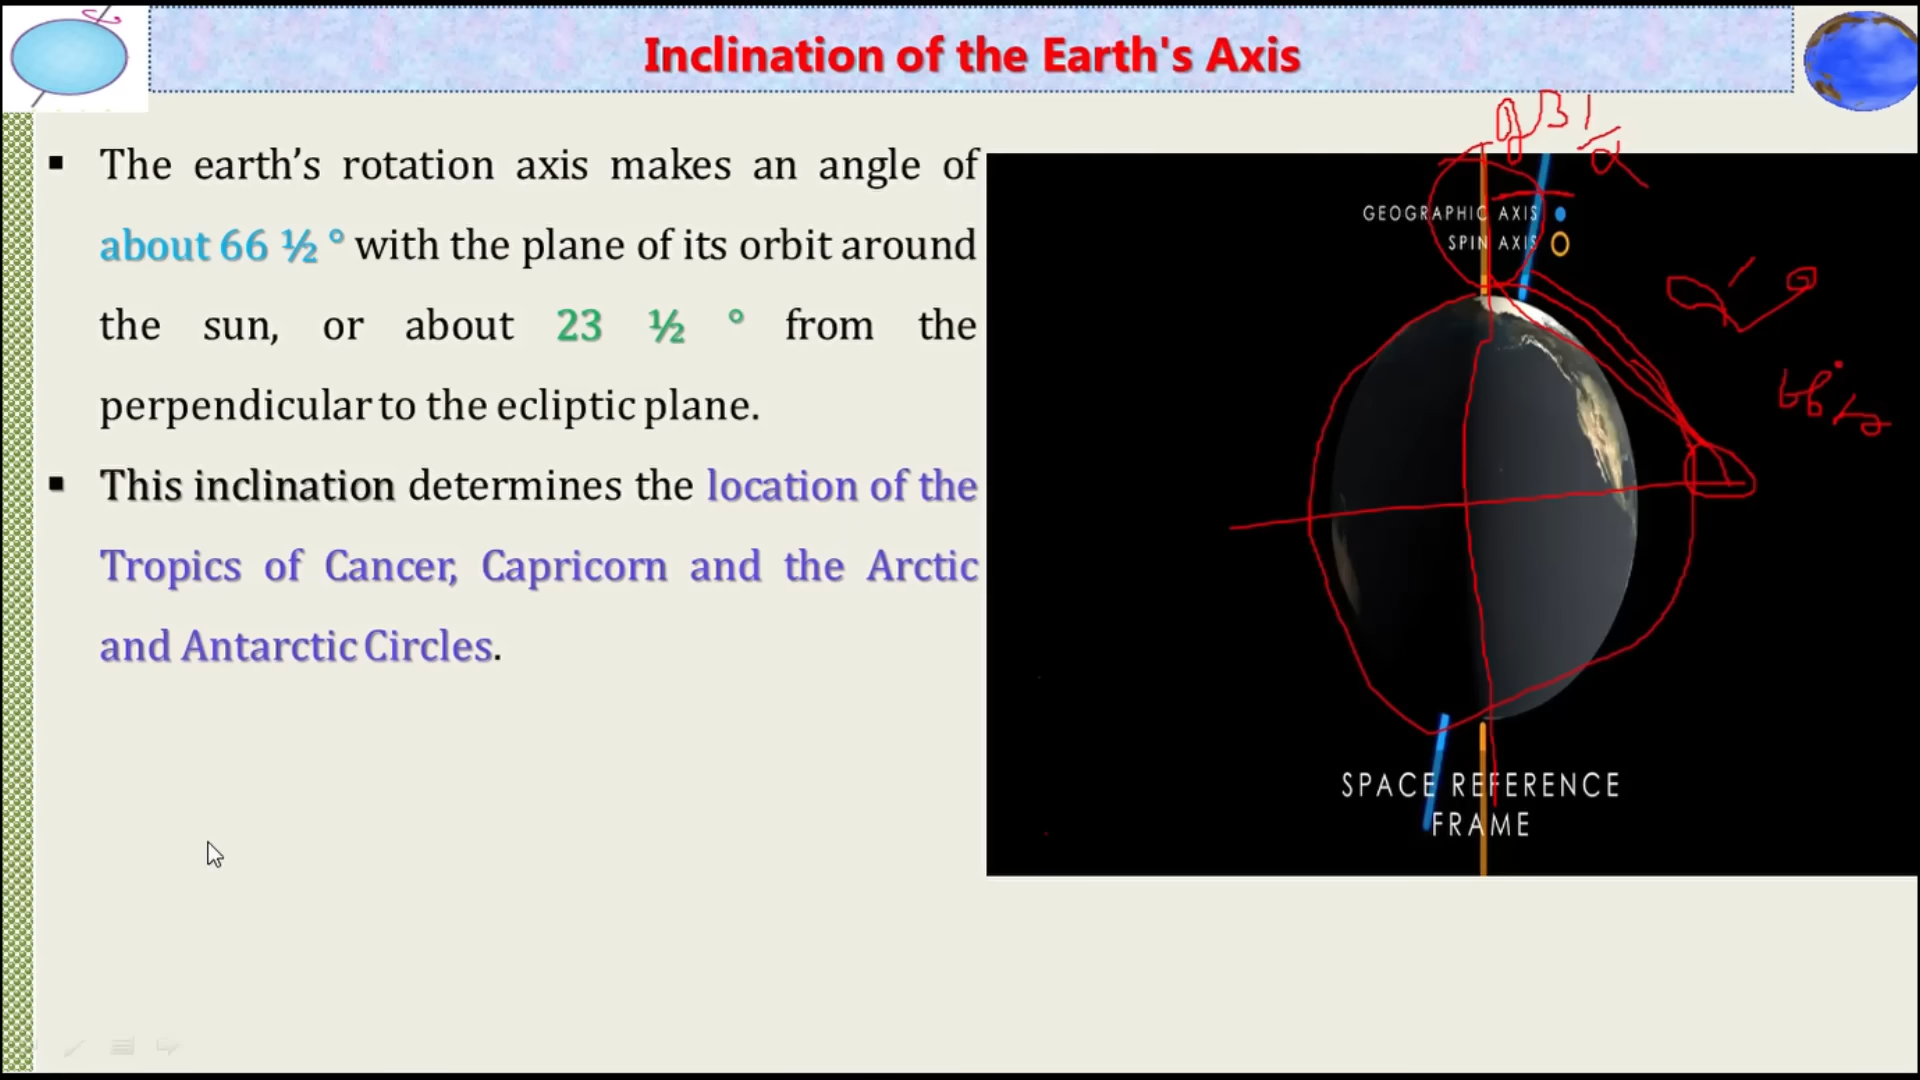 Inclination of the Earth's Axis
▪ The earth’s rotation axis makes an angle of
about 66 ½ ° with the plane of its orbit around
the sun, or about 23 ½ ° from the
perpendicular to the ecliptic plane.
▪ This inclination determines the location of the
Tropics of Cancer, Capricorn and the Arctic
and Antarctic Circles.
GEOGRAPHIC AXIS
SPIN AXIS
66 ½
SPACE REFERENCE
FRAME